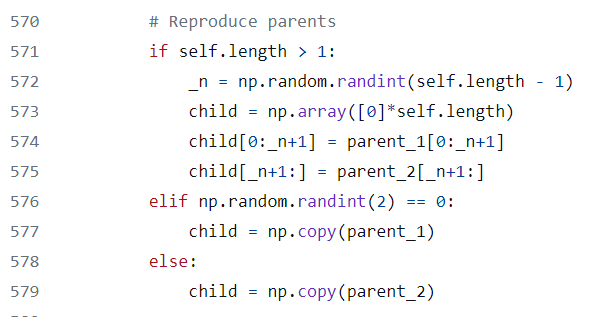 570 # Reproduce parents
571 if self.length > 1:
572 _n = np.random.randint(self.length - 1)
573 child = np.array([0]*self.length)
574 child[0:_n+1] = parent_1[0:_n+1]
575 child[_n+1:] = parent_2[_n+1:]
576 elif np.random.randint(2) == 0:
577 child = np.copy(parent_1)
578 else:
579 child = np.copy(parent_2)